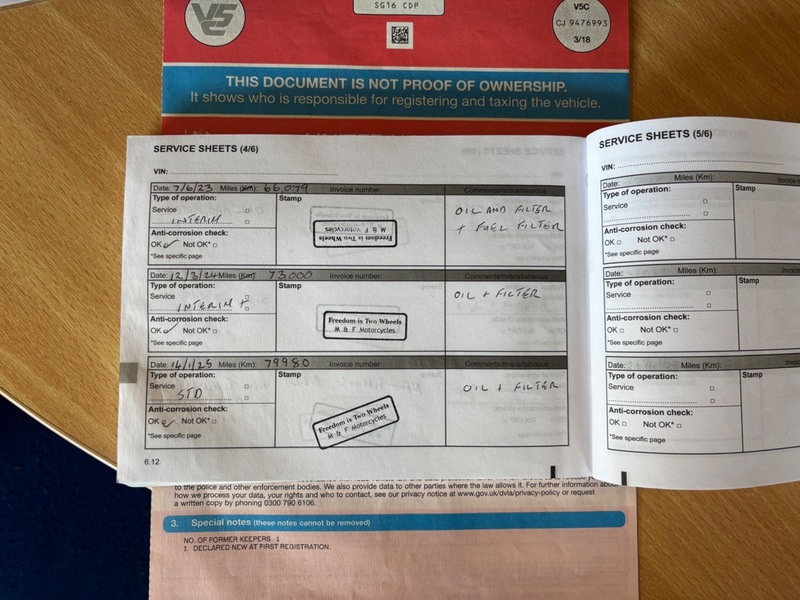 V5C
SG16 CDP
V5C
CJ 9476993
3/18
THIS DOCUMENT IS NOT PROOF OF OWNERSHIP.
It shows who is responsible for registering and taxing the vehicle.
SERVICE SHEETS (4/6)
VIN:
Date: 7/6/23 Miles (Km): 66,079 Invoice number: Comments/miscellaneous
Type of operation: Stamp
Service
INTERIM
OIL AND FILTER
+ FUEL FILTER
Freedom is Two Wheels
M & F Motorcycles
Anti-corrosion check:
OK Not OK*
*See specific page
Date: 12/3/24 Miles (Km): 73,000 Invoice number: Comments/miscellaneous
Type of operation: Stamp
Service
INTERIM +
OIL + FILTER
Freedom is Two Wheels
M & F Motorcycles
Anti-corrosion check:
OK Not OK*
*See specific page
Date: 14/1/25 Miles (Km): 79980 Invoice number: Comments/miscellaneous
Type of operation: Stamp
Service
STD
OIL + FILTER
Freedom is Two Wheels
M & F Motorcycles
Anti-corrosion check:
OK Not OK*
*See specific page
6.12
SERVICE SHEETS (5/6)
VIN:
Date: Miles (Km):
Type of operation: Stamp
Service
Anti-corrosion check:
OK Not OK*
*See specific page
Date: Miles (Km):
Type of operation: Stamp
Service
Anti-corrosion check:
OK Not OK*
*See specific page
Date: Miles (Km):
Type of operation: Stamp
Service
Anti-corrosion check:
OK Not OK*
*See specific page
to the police and other enforcement bodies. We also provide data to other parties where the law allows it. For further information about
how we process your data, your rights and who to contact, see our privacy notice at www.gov.uk/dvla/privacy-policy or request
a written copy by phoning 0300 790 6106.
3. Special notes (these notes cannot be removed)
NO. OF FORMER KEEPERS 1
1. DECLARED NEW AT FIRST REGISTRATION.